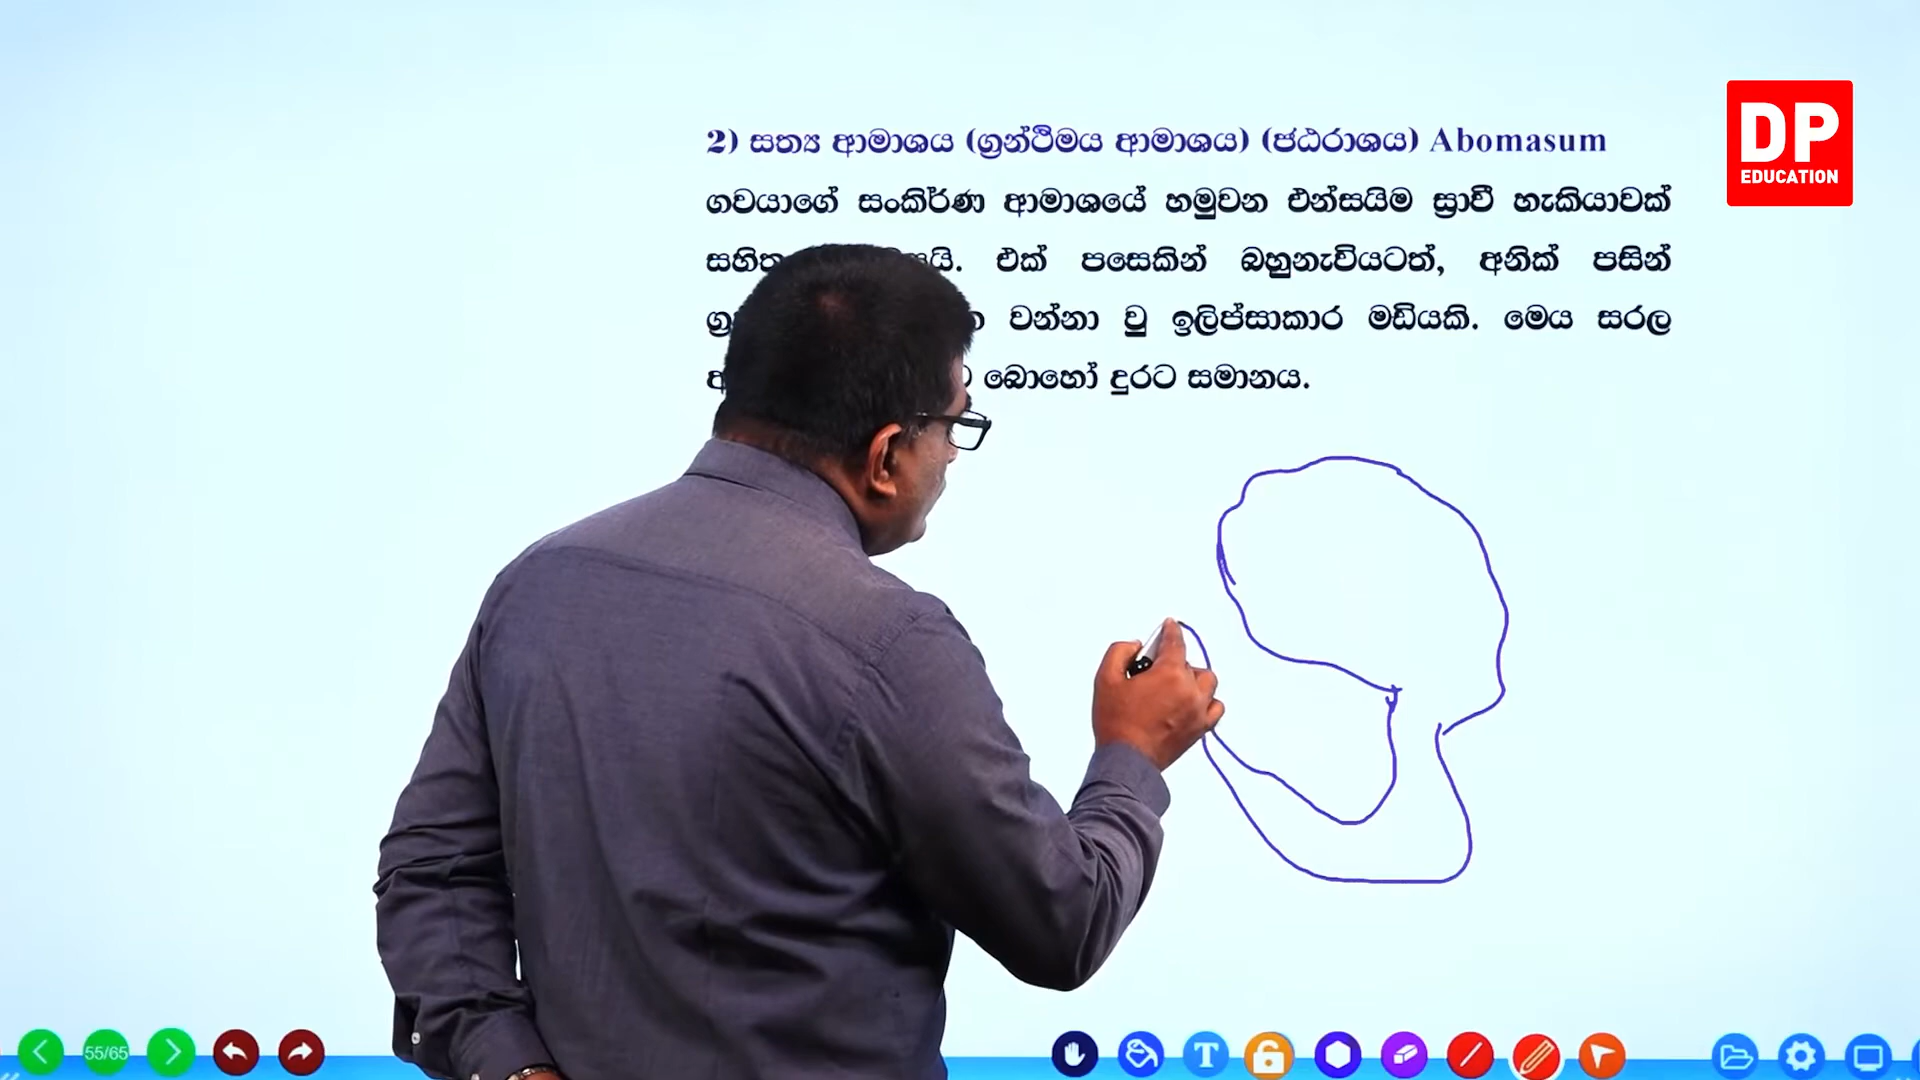 2) සත්‍ය ආමාශය (ග්‍රන්ථිමය ආමාශය) (ජඨරාශය) Abomasum
ගවයාගේ සංකිර්ණ ආමාශයේ හමුවන එන්සයිම ස්‍රාවී හැකියාවක්
එක් පසෙකින් බහුනැවියටත්, අනික් පසින්
වන්නා වු ඉලිප්සාකාර මඩියකි. මෙය සරල
බොහෝ දුරට සමානය.
DP
EDUCATION
55/65
T